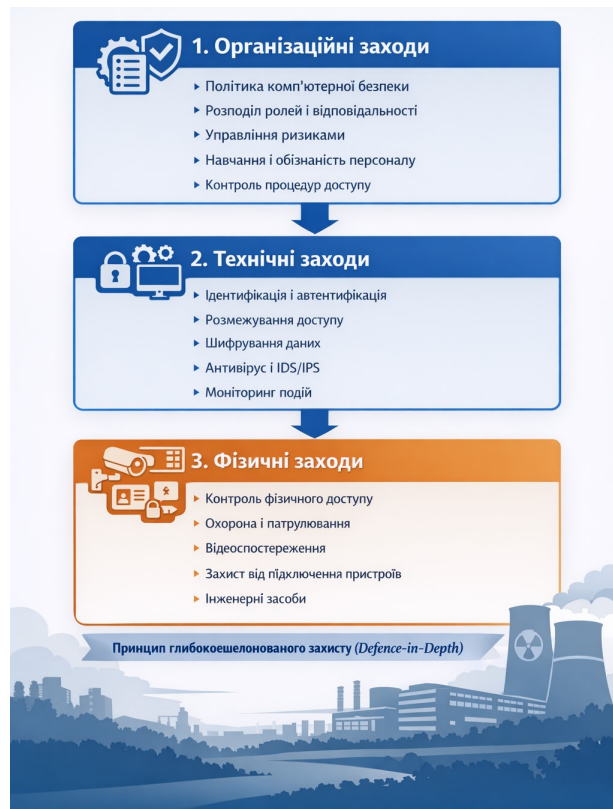 1. Організаційні заходи
Політика комп'ютерної безпеки
Розподіл ролей і відповідальності
Управління ризиками
Навчання і обізнаність персоналу
Контроль процедур доступу
2. Технічні заходи
Ідентифікація і автентифікація
Розмежування доступу
Шифрування даних
Антивірус і IDS/IPS
Моніторинг подій
3. Фізичні заходи
Контроль фізичного доступу
Охорона і патрулювання
Відеоспостереження
Захист від підключення пристроїв
Інженерні засоби
Принцип глибокоешелонованого захисту (Defence-in-Depth)